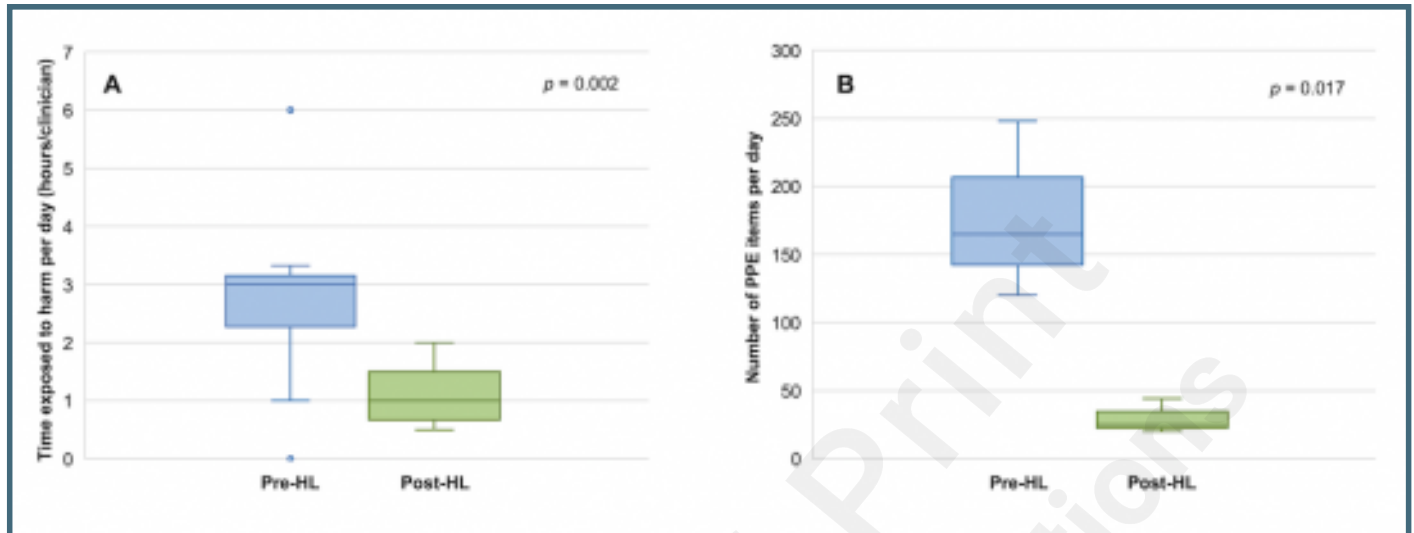 A
p = 0.002
Time exposed to harm per day (hours/clinician)
7
6
5
4
3
2
1
0
Pre-HL Post-HL
B
p = 0.017
Number of PPE items per day
300
250
200
150
100
50
0
Pre-HL Post-HL
Print